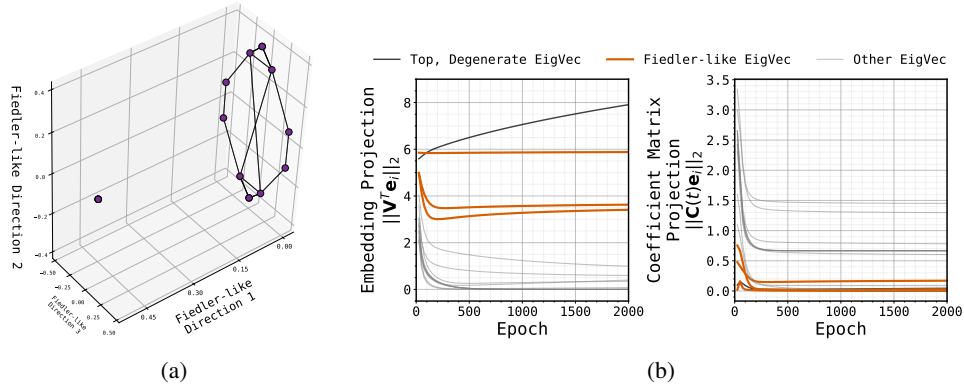 Top, Degenerate EigVec
Fiedler-like EigVec
Other EigVec
Fiedler-like Direction 2
0.4
0.2
0.0
−0.2
−0.4
−0.50
−0.25
0.00
0.25
0.50
Fiedler-like
Direction 3
0.45
0.30
0.15
0.00
Fiedler-like
Direction 1
(a)
Embedding Projection
||V^T e_i||_2
8
6
4
2
0
0 500 1000 1500 2000
Epoch
Coefficient Matrix
Projection
||C(t)e_i||_2
3.5
3.0
2.5
2.0
1.5
1.0
0.5
0.0
0 500 1000 1500 2000
Epoch
(b)